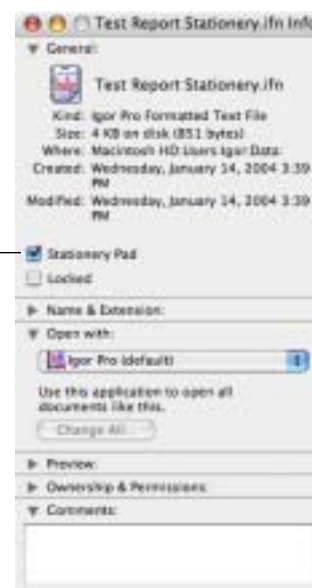 Test Report Stationery.ifn Info
General:
Test Report Stationery.ifn
Kind: Igor Pro Formatted Text File
Size: 4 KB on disk (851 bytes)
Where: Macintosh HD:Users:Igor:Data:
Created: Wednesday, January 14, 2004 3:39
PM
Modified: Wednesday, January 14, 2004 3:39
PM
Stationery Pad
Locked
Name & Extension:
Open with:
Igor Pro (default)
Use this application to open all
documents like this.
Change All...
Preview:
Ownership & Permissions:
Comments: